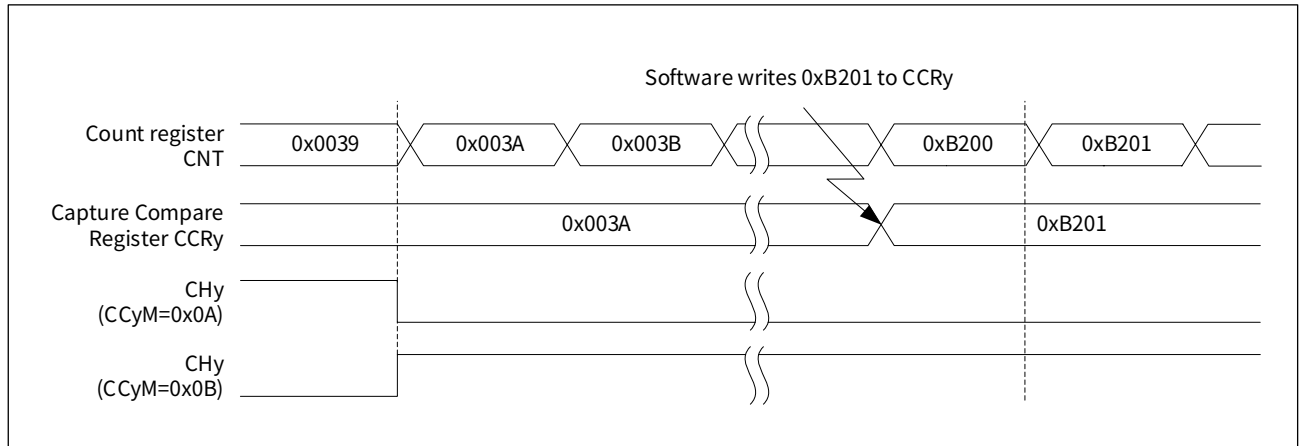 Software writes 0xB201 to CCRy
Count register
CNT
0x0039
0x003A
0x003B
0xB200
0xB201
Capture Compare
Register CCRy
0x003A
0xB201
CHy
(CCyM=0x0A)
CHy
(CCyM=0x0B)